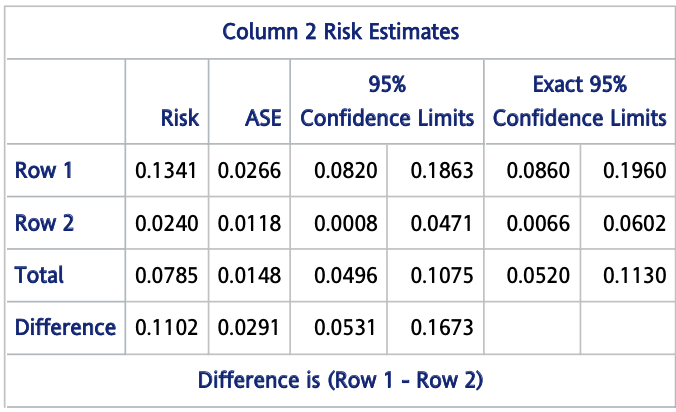 Column 2 Risk Estimates
Risk ASE 95% Confidence Limits Exact 95% Confidence Limits
Row 1 0.1341 0.0266 0.0820 0.1863 0.0860 0.1960
Row 2 0.0240 0.0118 0.0008 0.0471 0.0066 0.0602
Total 0.0785 0.0148 0.0496 0.1075 0.0520 0.1130
Difference 0.1102 0.0291 0.0531 0.1673
Difference is (Row 1 - Row 2)